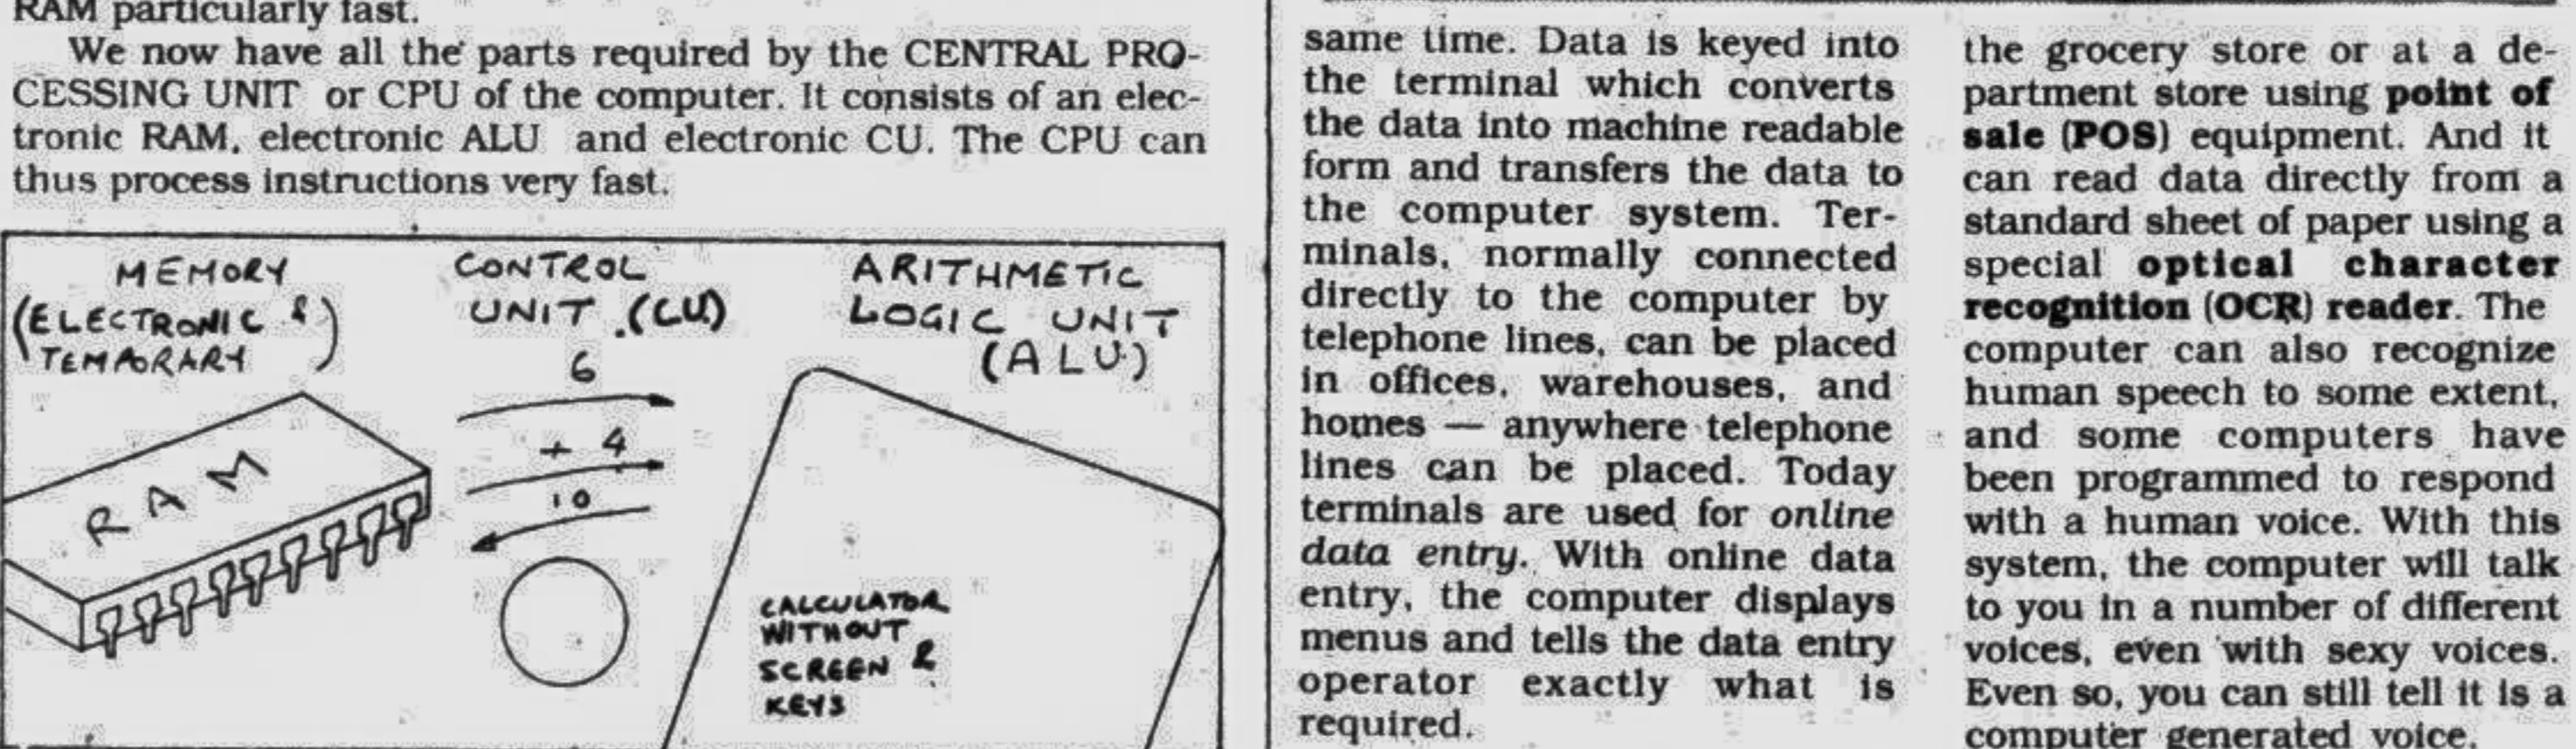 RAM particularly fast.
We now have all the parts required by the CENTRAL PRO-
CESSING UNIT or CPU of the computer. It consists of an elec-
tronic RAM, electronic ALU and electronic CU. The CPU can
thus process instructions very fast.
MEMORY
(ELECTRONIC &
TEMPORARY)
CONTROL
UNIT (CU)
ARITHMETIC
LOGIC UNIT
(ALU)
6
+ 4
10
RAM
CALCULATOR
WITHOUT
SCREEN &
KEYS
same time. Data is keyed into
the terminal which converts
the data into machine readable
form and transfers the data to
the computer system. Ter-
minals, normally connected
directly to the computer by
telephone lines, can be placed
in offices, warehouses, and
homes — anywhere telephone
lines can be placed. Today
terminals are used for online
data entry. With online data
entry, the computer displays
menus and tells the data entry
operator exactly what is
required.
the grocery store or at a de-
partment store using point of
sale (POS) equipment. And it
can read data directly from a
standard sheet of paper using a
special optical character
recognition (OCR) reader. The
computer can also recognize
human speech to some extent,
and some computers have
been programmed to respond
with a human voice. With this
system, the computer will talk
to you in a number of different
voices, even with sexy voices.
Even so, you can still tell it is a
computer generated voice.